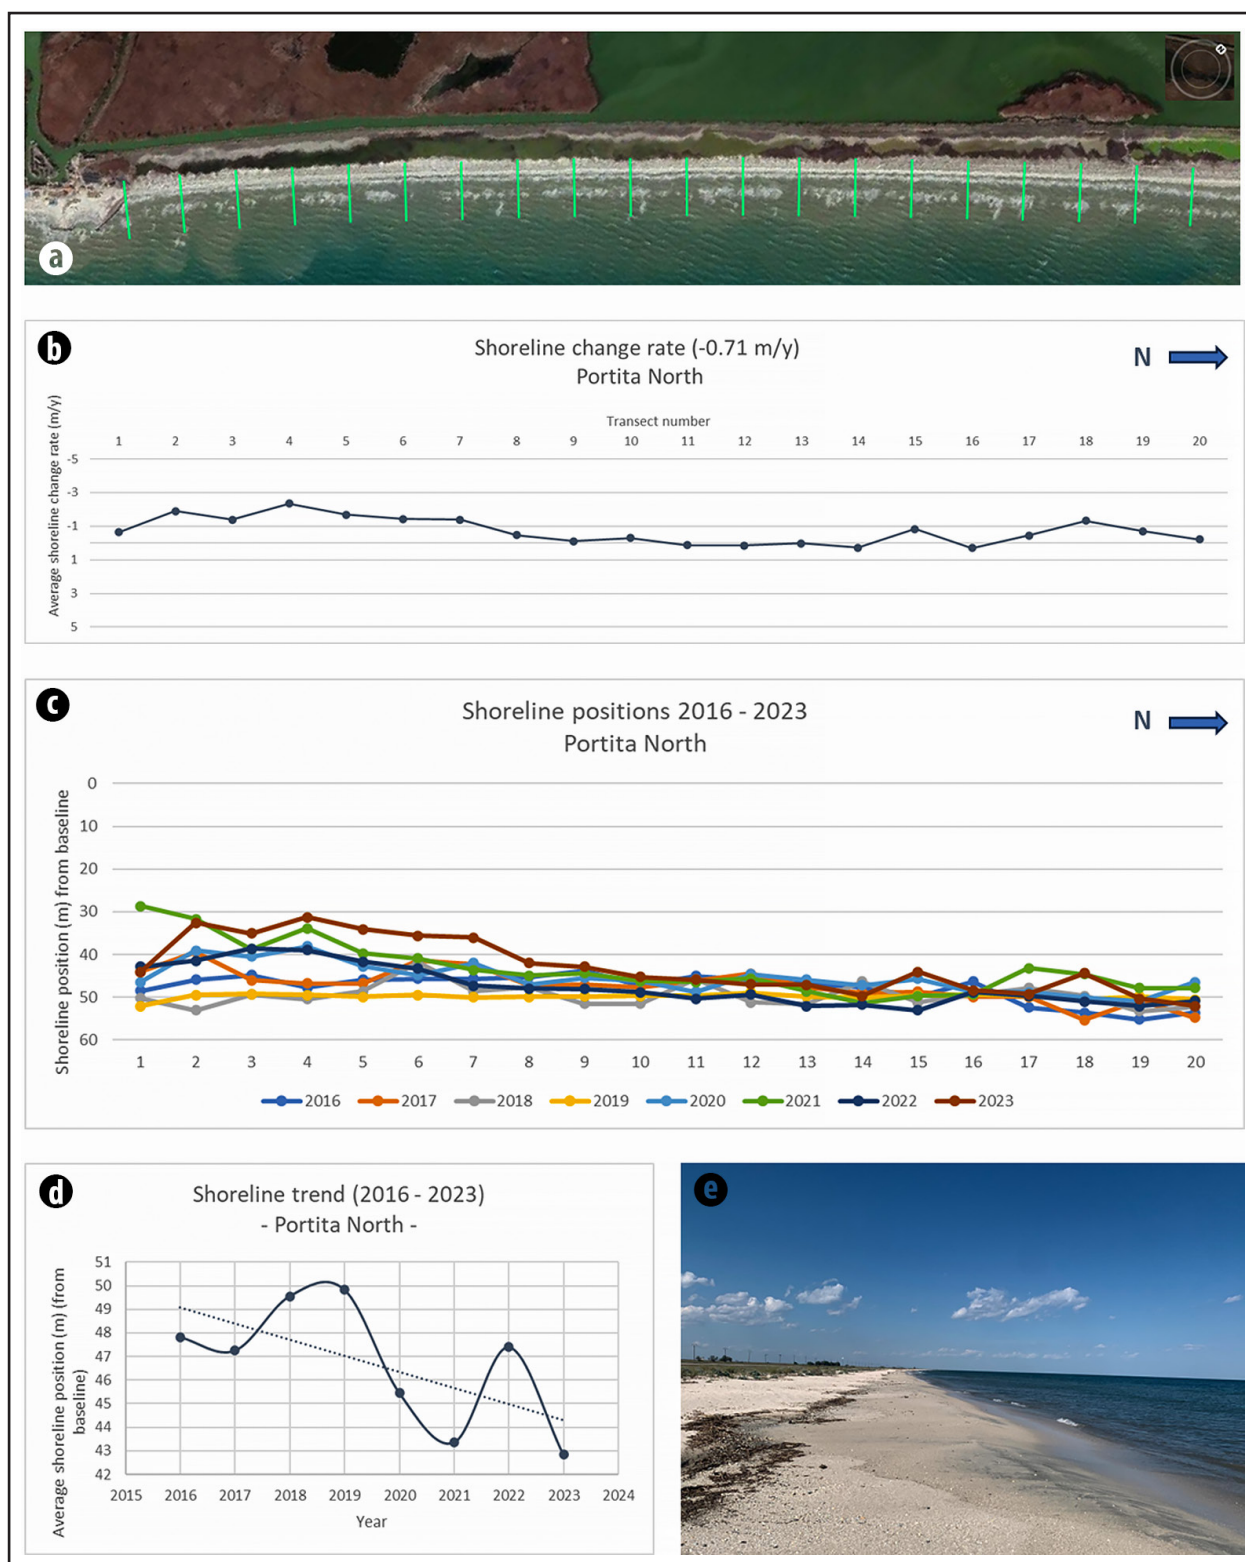 a
b
Shoreline change rate (-0.71 m/y)
Portita North
N
Transect number
1 2 3 4 5 6 7 8 9 10 11 12 13 14 15 16 17 18 19 20
Average shoreline change rate (m/y)
-5
-3
-1
1
3
5
c
Shoreline positions 2016 - 2023
Portita North
N
Shoreline position (m) from baseline
0
10
20
30
40
50
60
1 2 3 4 5 6 7 8 9 10 11 12 13 14 15 16 17 18 19 20
2016 2017 2018 2019 2020 2021 2022 2023
d
Shoreline trend (2016 - 2023)
- Portita North -
Average shoreline position (m) (from
baseline)
51
50
49
48
47
46
45
44
43
42
2015 2016 2017 2018 2019 2020 2021 2022 2023 2024
Year
e